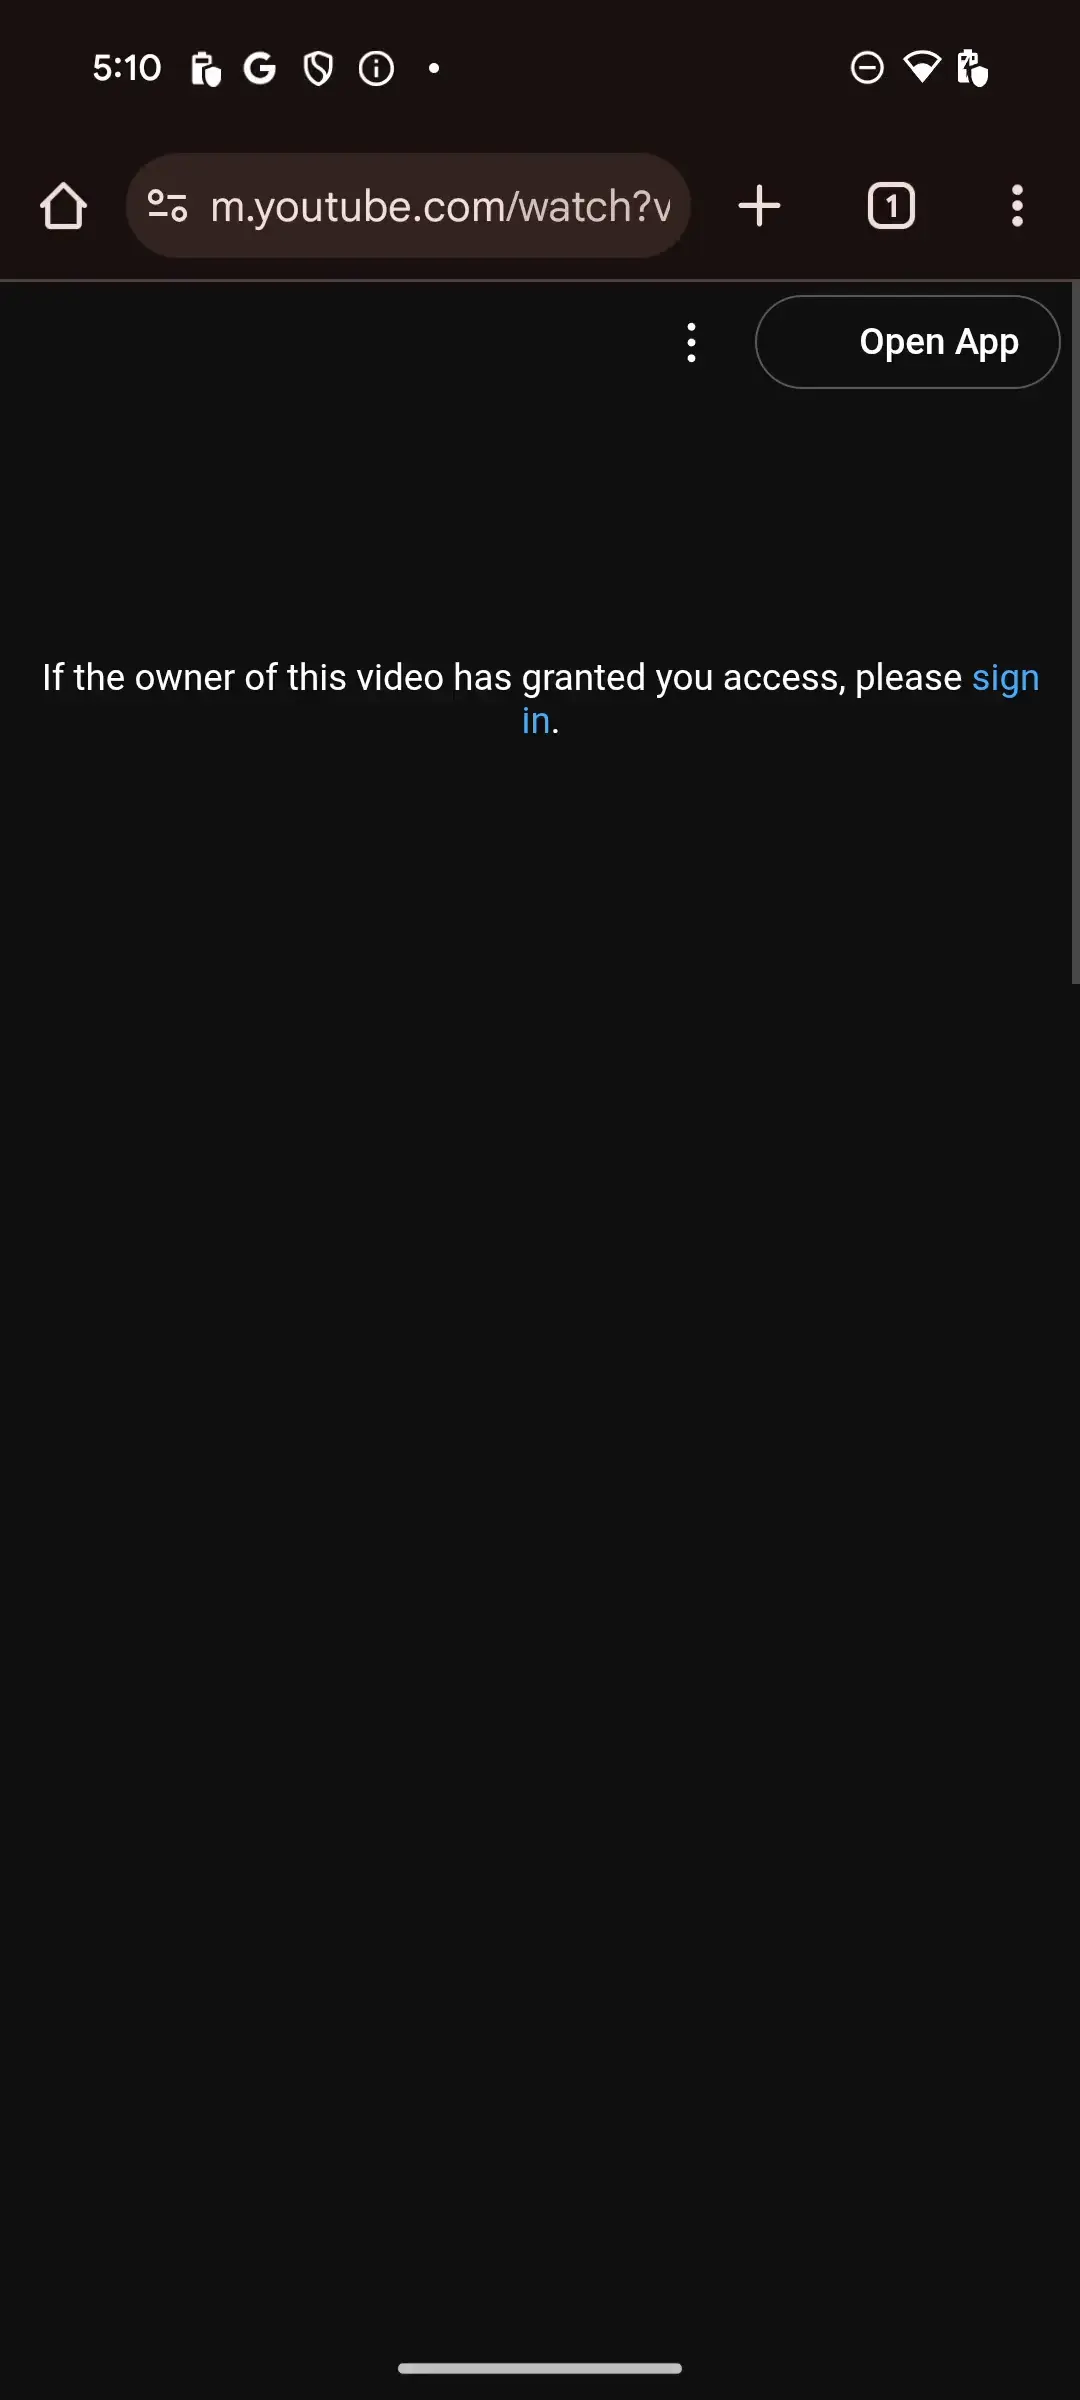 5:10
m.youtube.com/watch?v
1
Open App
If the owner of this video has granted you access, please sign
in.